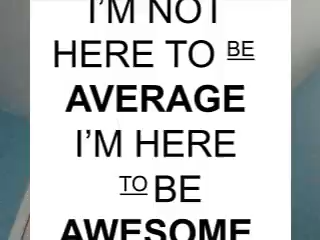 I'M NOT
HERE TO BE
AVERAGE
I'M HERE
TO BE
AWESOME